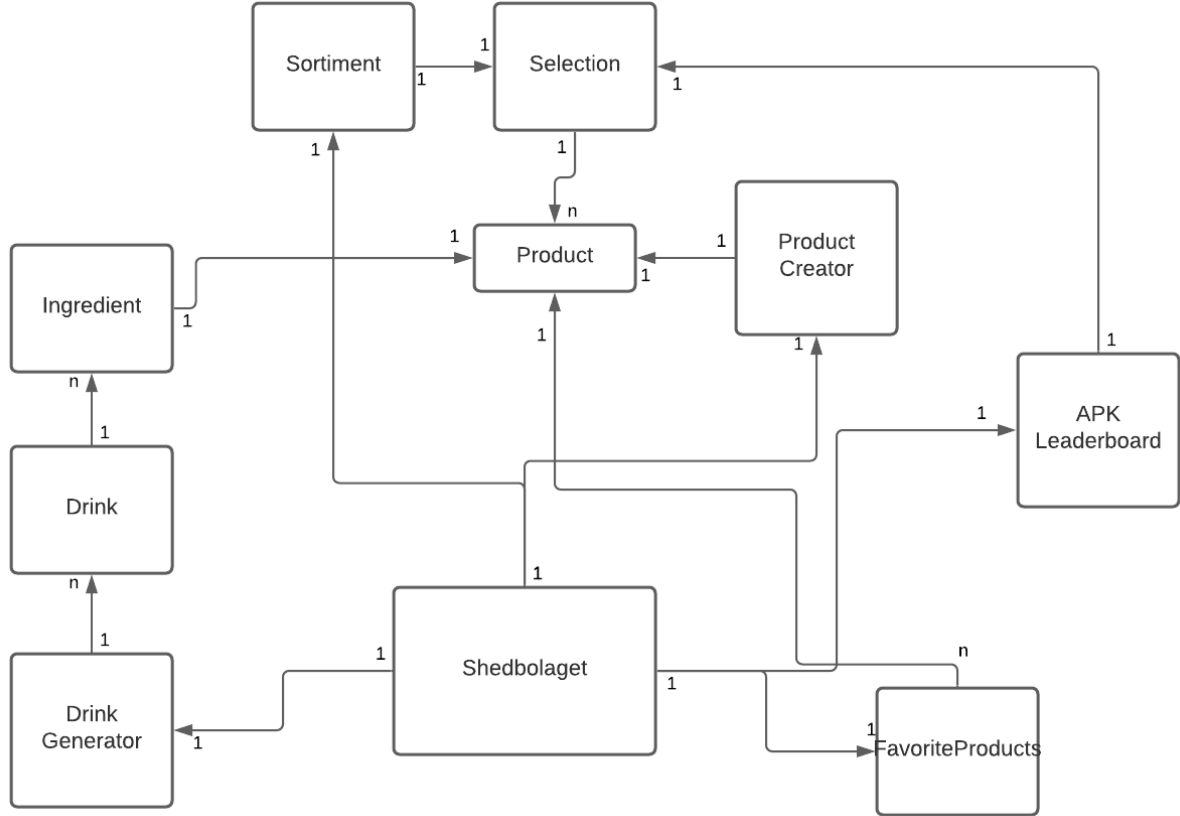 1
Sortiment
1
Selection
1
1
1
1
n
Product
Creator
1
1
Product
1
Ingredient
1
1
1
1
n
1
APK
Leaderboard
1
Drink
1
n
1
n
1
Shedbolaget
1
1
Drink
Generator
1
FavoriteProducts